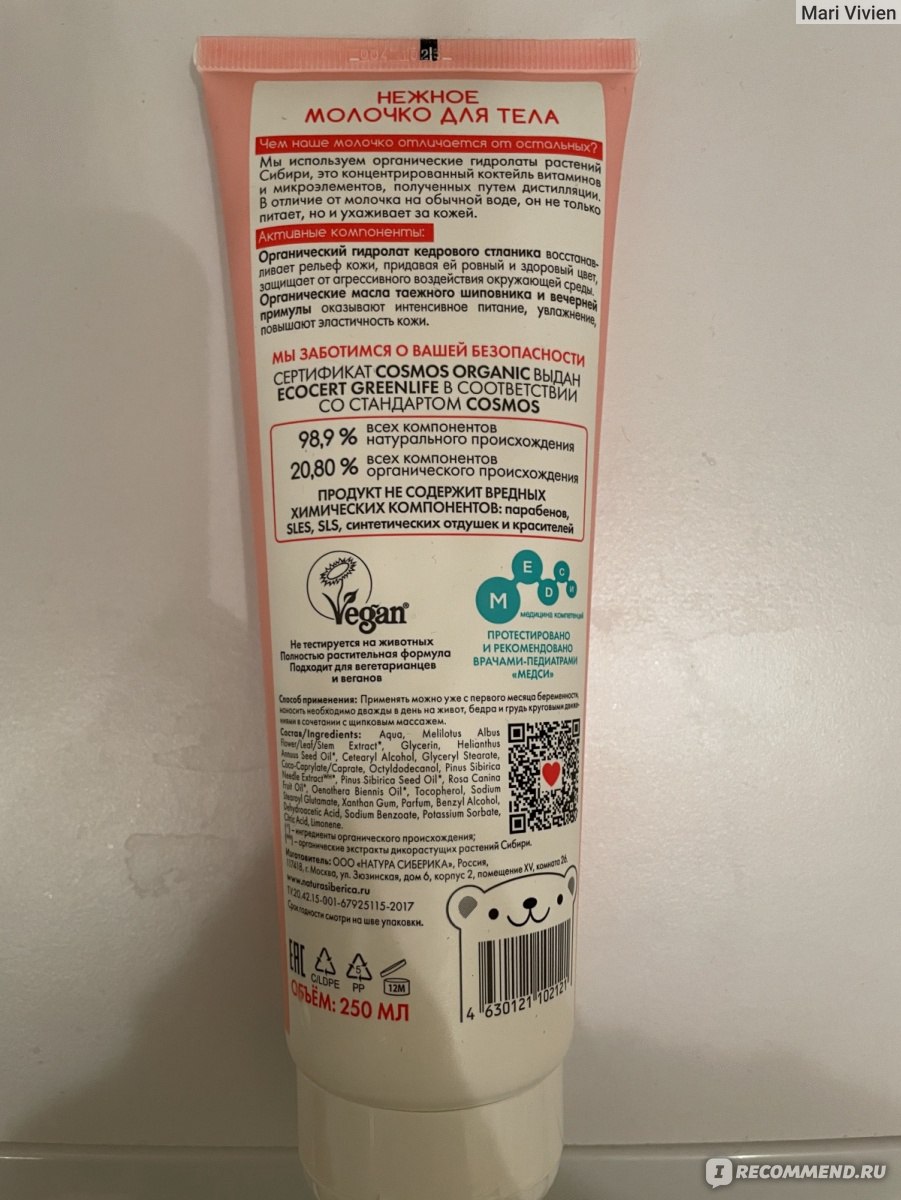 Mari Vivien
НЕЖНОЕ
МОЛОЧКО ДЛЯ ТЕЛА
Чем наше молочко отличается от остальных?
Мы используем органические гидролаты растений
Сибири, это концентрированный коктейль витаминов
и микроэлементов, полученных путем дистилляции.
В отличие от молочка на обычной воде, он не только
питает, но и ухаживает за кожей.
Активные компоненты:
Органический гидролат кедрового стланика восстанав-
ливает рельеф кожи, придавая ей ровный и здоровый цвет,
защищает от агрессивного воздействия окружающей среды.
Органические масла таежного шиповника и вечерней
примулы оказывают интенсивное питание, увлажнение,
повышают эластичность кожи.
МЫ ЗАБОТИМСЯ О ВАШЕЙ БЕЗОПАСНОСТИ
СЕРТИФИКАТ COSMOS ORGANIC ВЫДАН
ECOCERT GREENLIFE В СООТВЕТСТВИИ
СО СТАНДАРТОМ COSMOS
98,9 % всех компонентов
натурального происхождения
20,80 % всех компонентов
органического происхождения
ПРОДУКТ НЕ СОДЕРЖИТ ВРЕДНЫХ
ХИМИЧЕСКИХ КОМПОНЕНТОВ: парабенов,
SLES, SLS, синтетических отдушек и красителей
Vegan
Не тестируется на животных
Полностью растительная формула
Подходит для вегетарианцев
и веганов
М Е D С И
медицина компетенций
ПРОТЕСТИРОВАНО
И РЕКОМЕНДОВАНО
ВРАЧАМИ-ПЕДИАТРАМИ
«МЕДСИ»
Способ применения: Применять можно уже с первого месяца беременности,
наносить необходимо дважды в день на живот, бедра и грудь круговыми движе-
ниями в сочетании с щипковым массажем.
Состав/Ingredients: Aqua, Melilotus Albus
Flower/Leaf/Stem Extract*, Glycerin, Helianthus
Annuus Seed Oil*, Cetearyl Alcohol, Glyceryl Stearate,
Coco-Caprylate/Caprate, Octyldodecanol, Pinus Sibirica
Needle Extract, Pinus Sibirica Seed Oil*, Rosa Canina
Fruit Oil*, Oenothera Biennis Oil*, Tocopherol, Sodium
Stearoyl Glutamate, Xanthan Gum, Parfum, Benzyl Alcohol,
Dehydroacetic Acid, Sodium Benzoate, Potassium Sorbate,
Citric Acid, Limonene.
(*) – ингредиенты органического происхождения;
– органические экстракты дикорастущих растений Сибири.
Изготовитель: ООО «НАТУРА СИБЕРИКА», Россия,
117418, г. Москва, ул. Зюзинская, дом 6, корпус 2, помещение XV, комната 26.
www.naturasiberica.ru
ТУ 20.42.15-001-67925115-2017
Срок годности смотри на шве упаковки.
EAC
C/LDPE
5
PP
12M
ОБЪЁМ: 250 МЛ
4 630121 102121
IRECOMMEND.RU